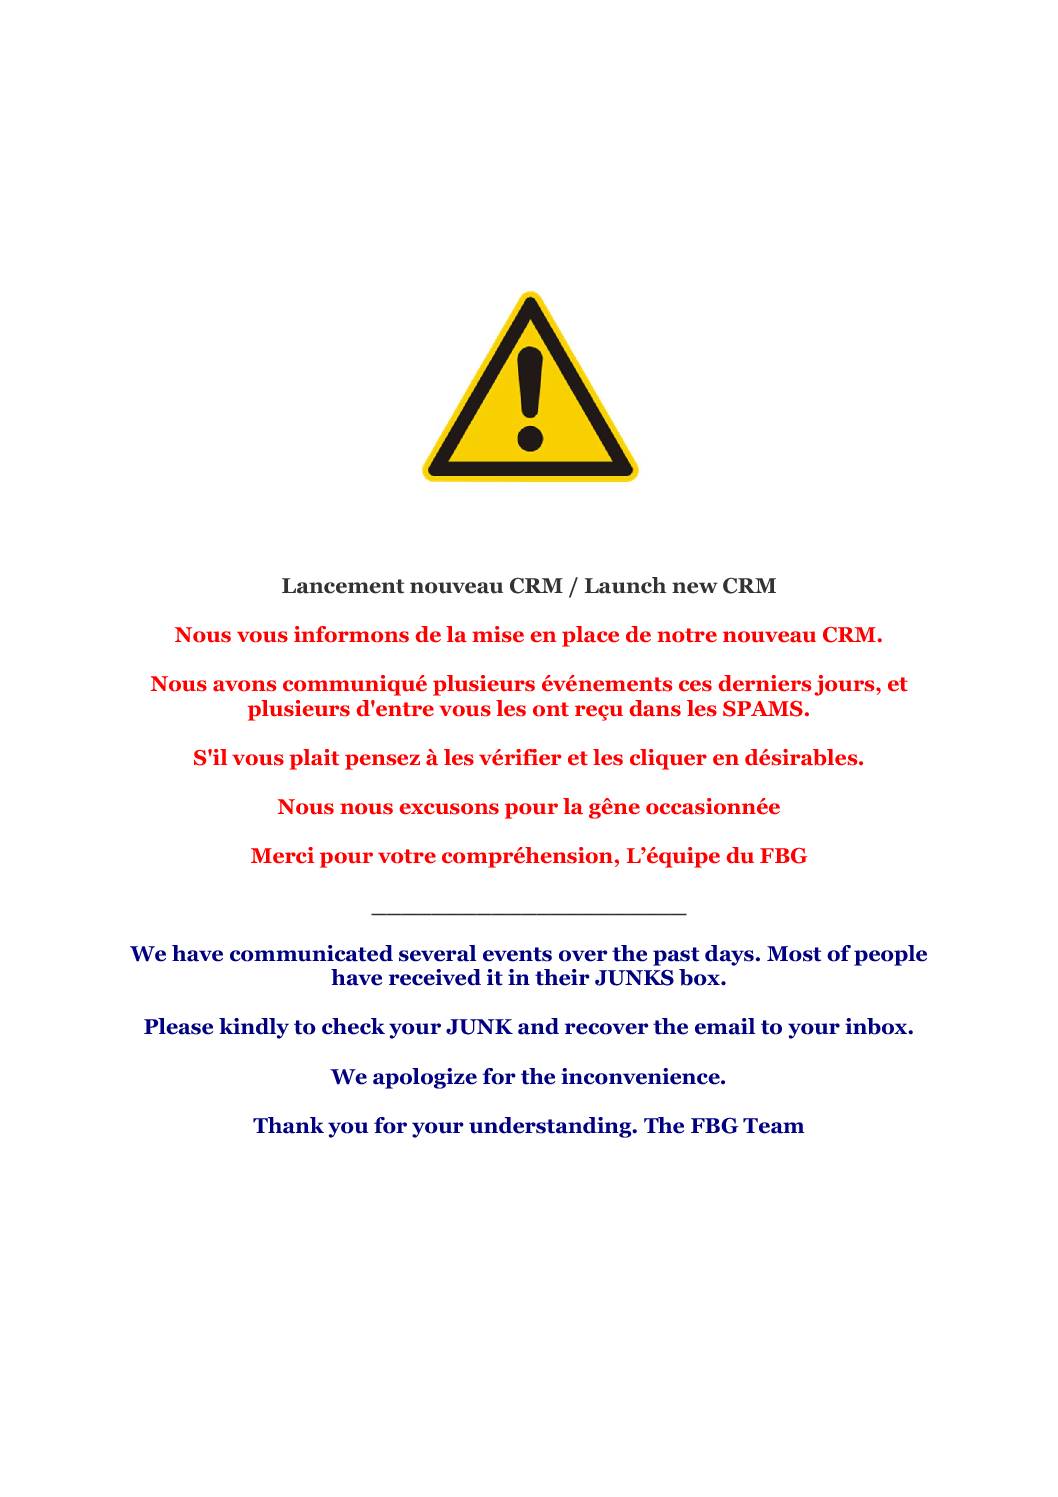 Lancement nouveau CRM / Launch new CRM
Nous vous informons de la mise en place de notre nouveau CRM.
Nous avons communiqué plusieurs événements ces derniers jours, et
plusieurs d'entre vous les ont reçu dans les SPAMS.
S'il vous plait pensez à les vérifier et les cliquer en désirables.
Nous nous excusons pour la gêne occasionnée
Merci pour votre compréhension, L’équipe du FBG
_____________________
We have communicated several events over the past days. Most of people
have received it in their JUNKS box.
Please kindly to check your JUNK and recover the email to your inbox.
We apologize for the inconvenience.
Thank you for your understanding. The FBG Team